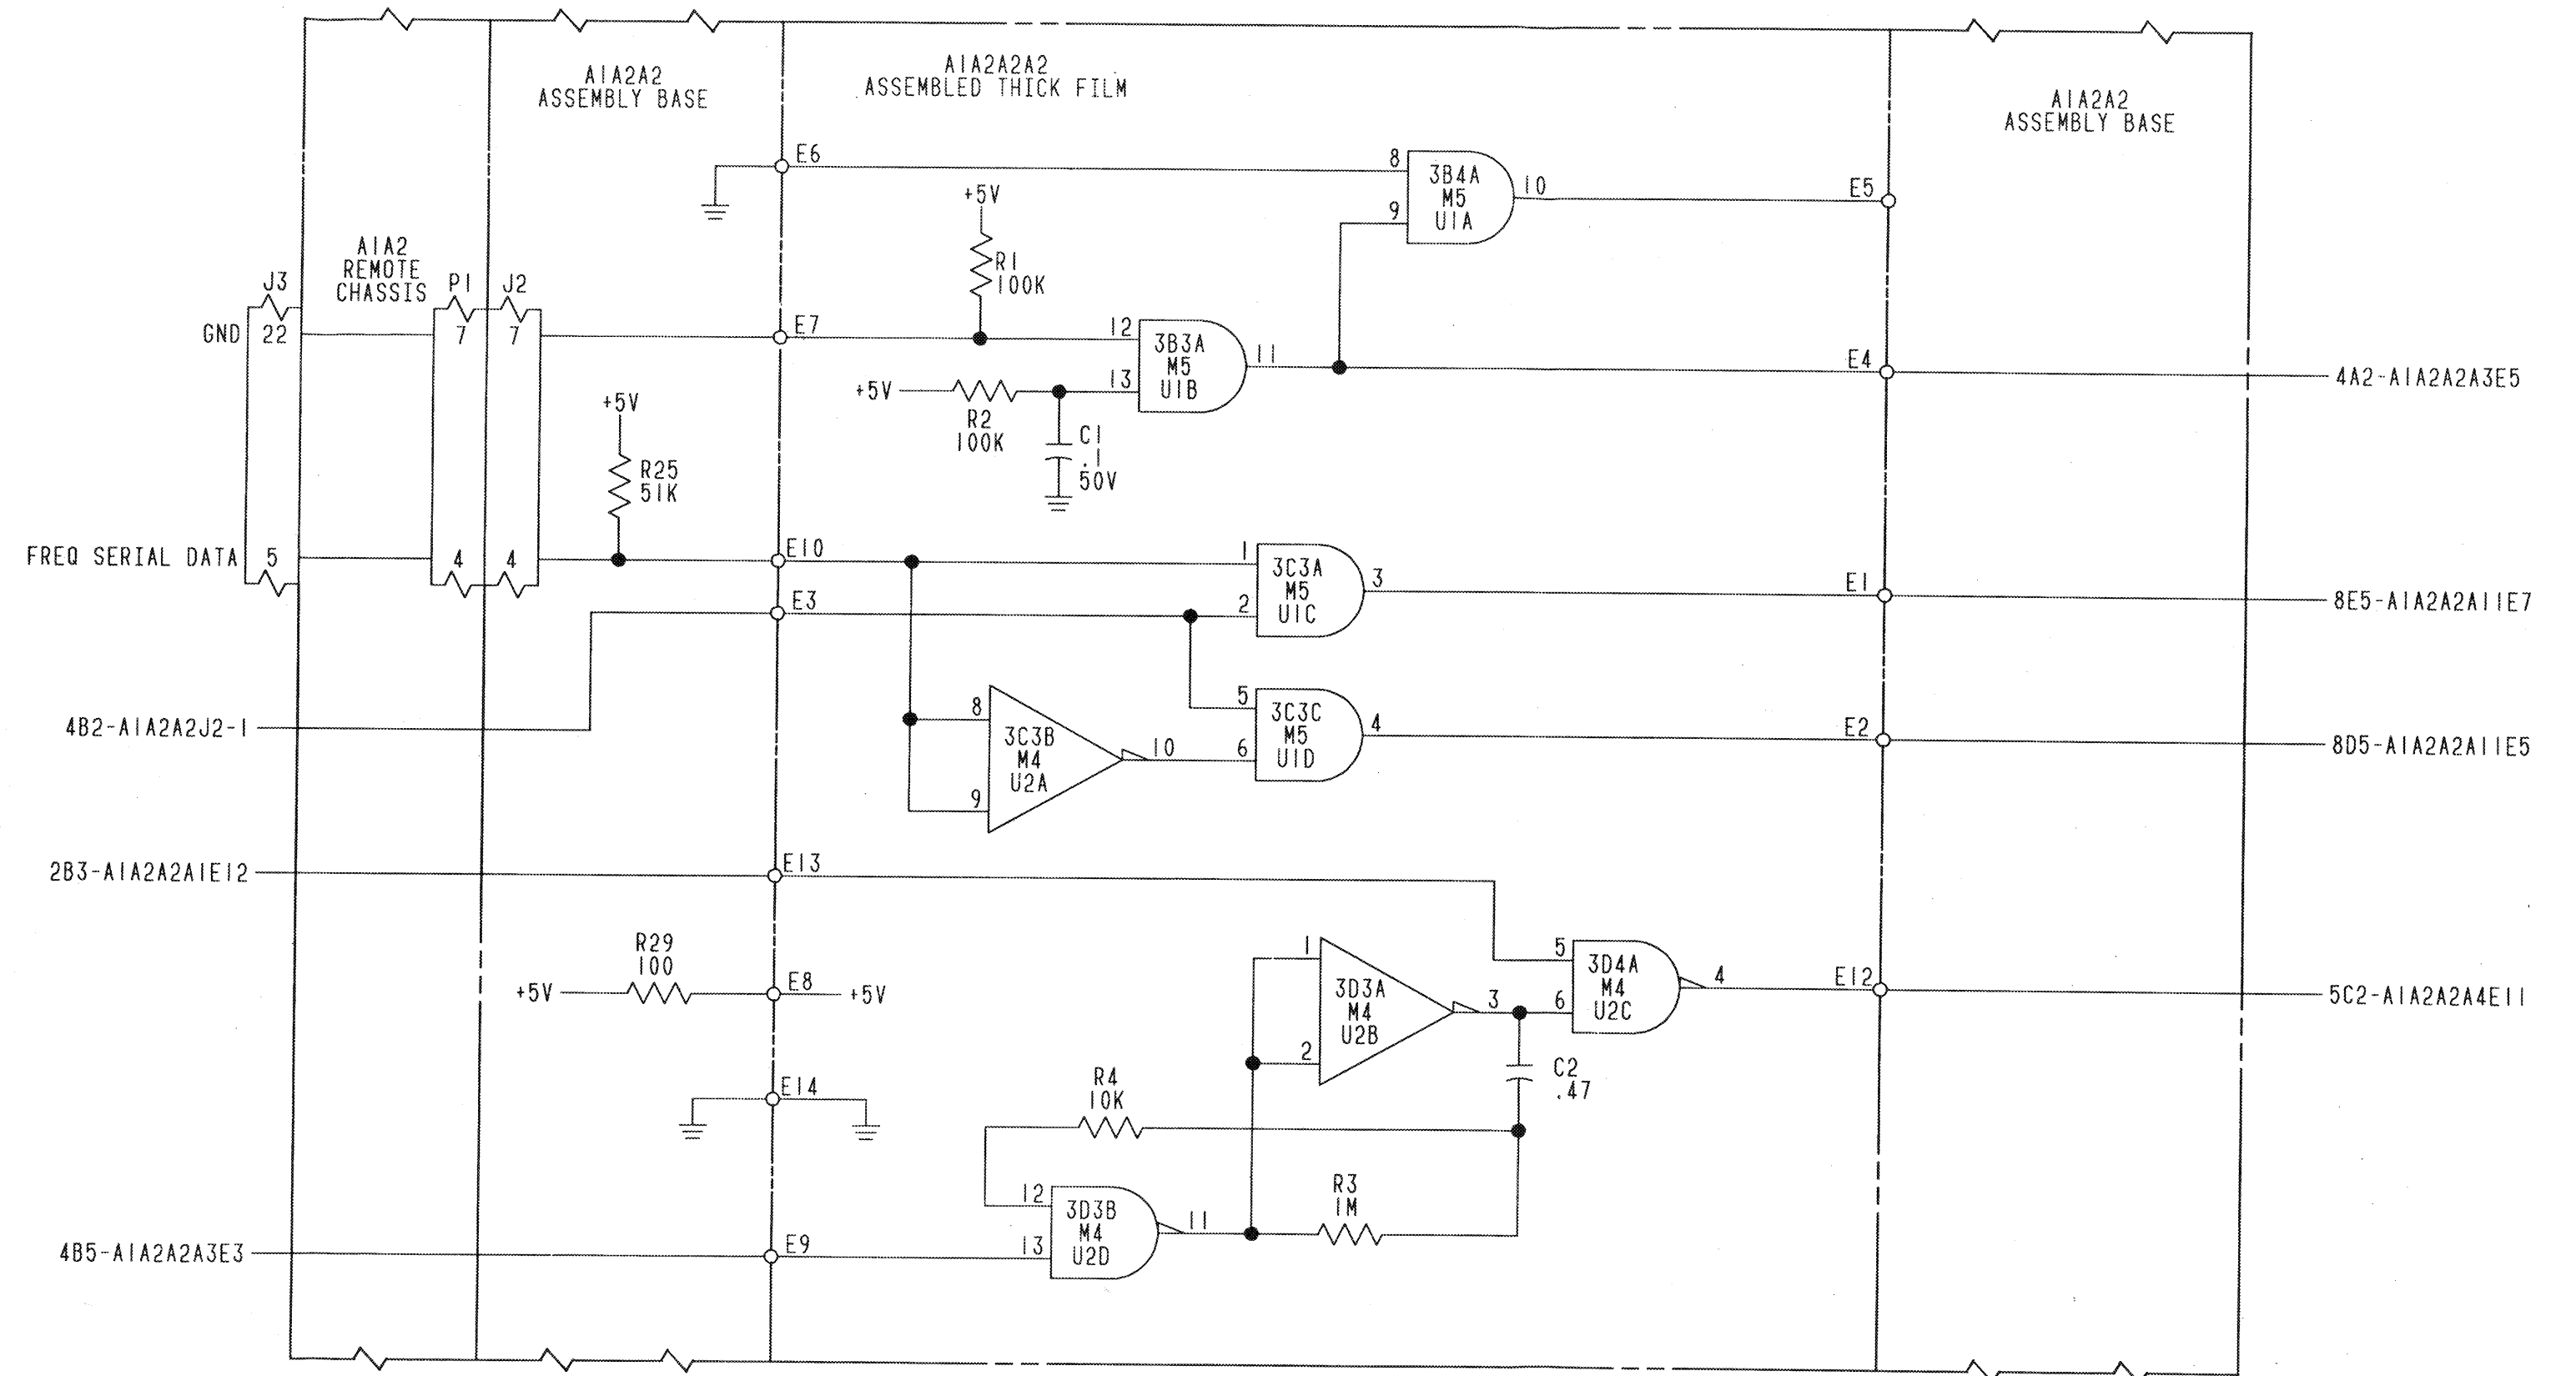 A1A2A2
ASSEMBLY BASE
A1A2A2A2
ASSEMBLED THICK FILM
A1A2A2
ASSEMBLY BASE
E6
8
3B4A
M5
U1A
9
10
E5
+5V
R1
100K
A1A2
REMOTE
CHASSIS
J3
P1
J2
GND
22
7
7
E7
12
3B3A
M5
U1B
13
11
E4
4A2-A1A2A2A3E5
+5V
R2
100K
C1
.1
50V
+5V
R25
51K
FREQ SERIAL DATA
5
4
4
E10
1
3C3A
M5
U1C
2
3
E1
8E5-A1A2A2A11E7
E3
4B2-A1A2A2J2-1
8
3C3B
M4
U2A
9
10
5
3C3C
M5
U1D
6
4
E2
8D5-A1A2A2A11E5
2B3-A1A2A2A1E12
E13
R29
100
+5V
E8
+5V
1
3D3A
M4
U2B
2
3
5
3D4A
M4
U2C
6
4
E12
5C2-A1A2A2A4E11
C2
.47
E14
R4
10K
R3
1M
12
3D3B
M4
U2D
13
11
4B5-A1A2A2A3E3
E9